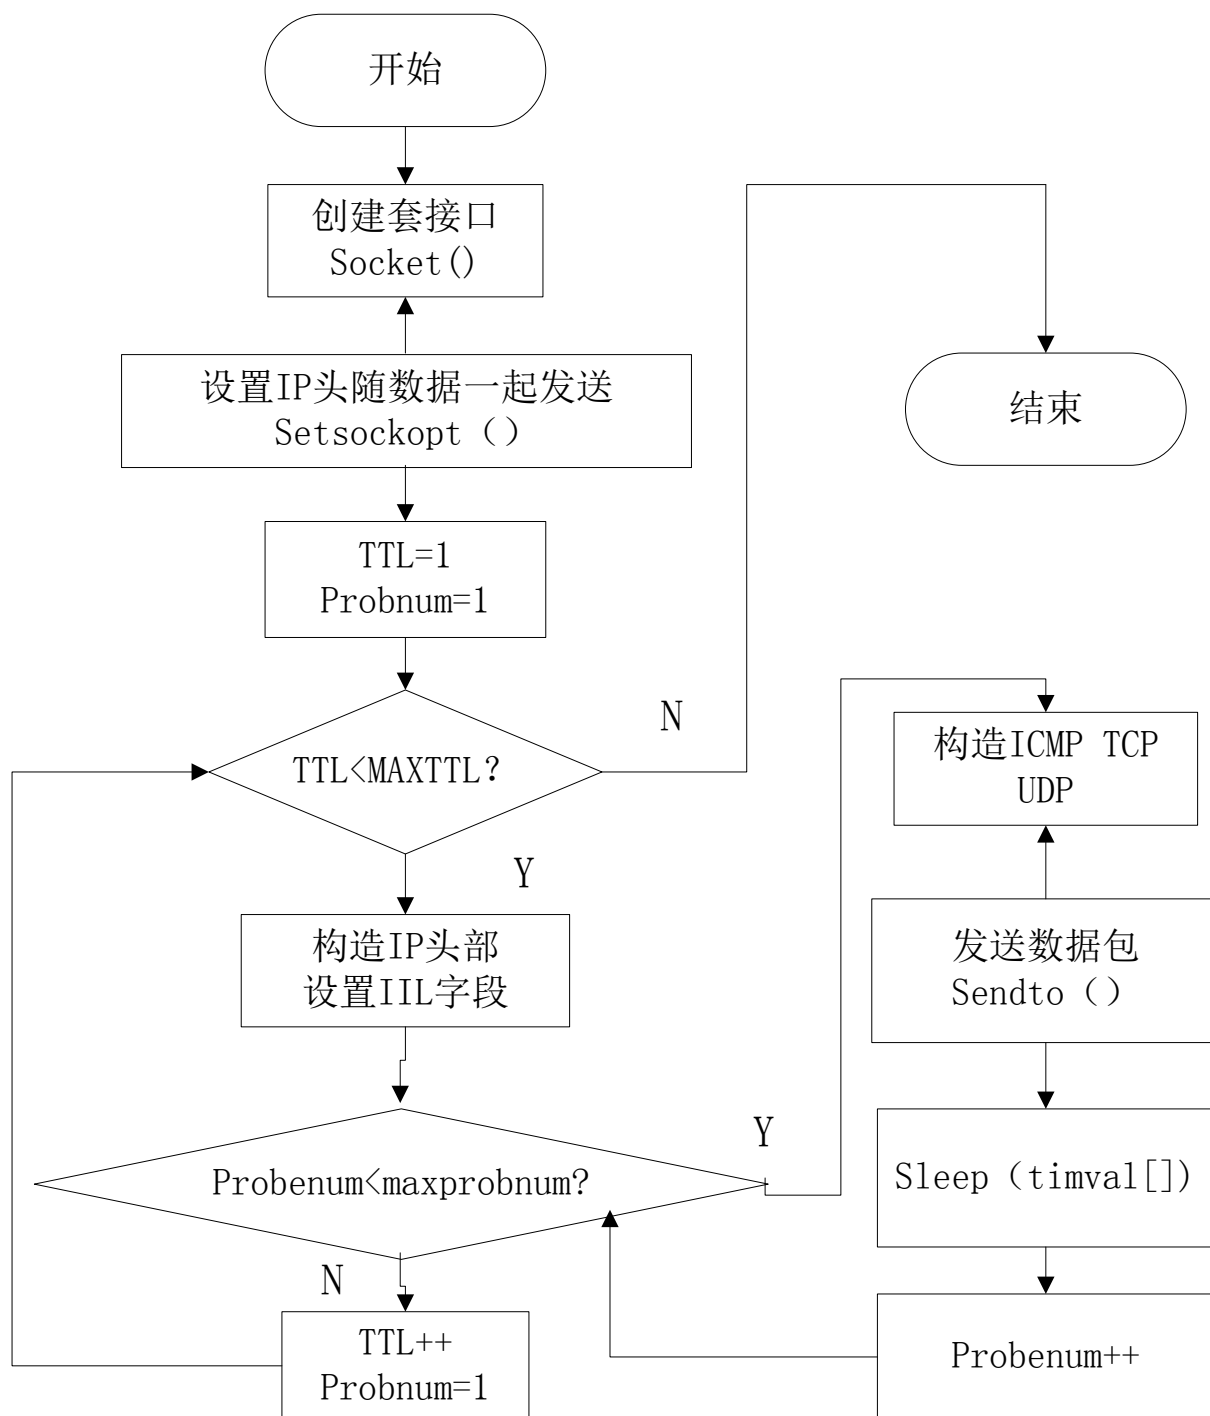 开始
创建套接口
Socket()
设置IP头随数据一起发送
Setsockopt（）
结束
TTL=1
Probnum=1
N
TTL<MAXTTL?
构造ICMP TCP
UDP
Y
构造IP头部
设置IIL字段
发送数据包
Sendto（）
Y
Probenum<maxprobnum?
Sleep（timval[]）
N
TTL++
Probnum=1
Probenum++